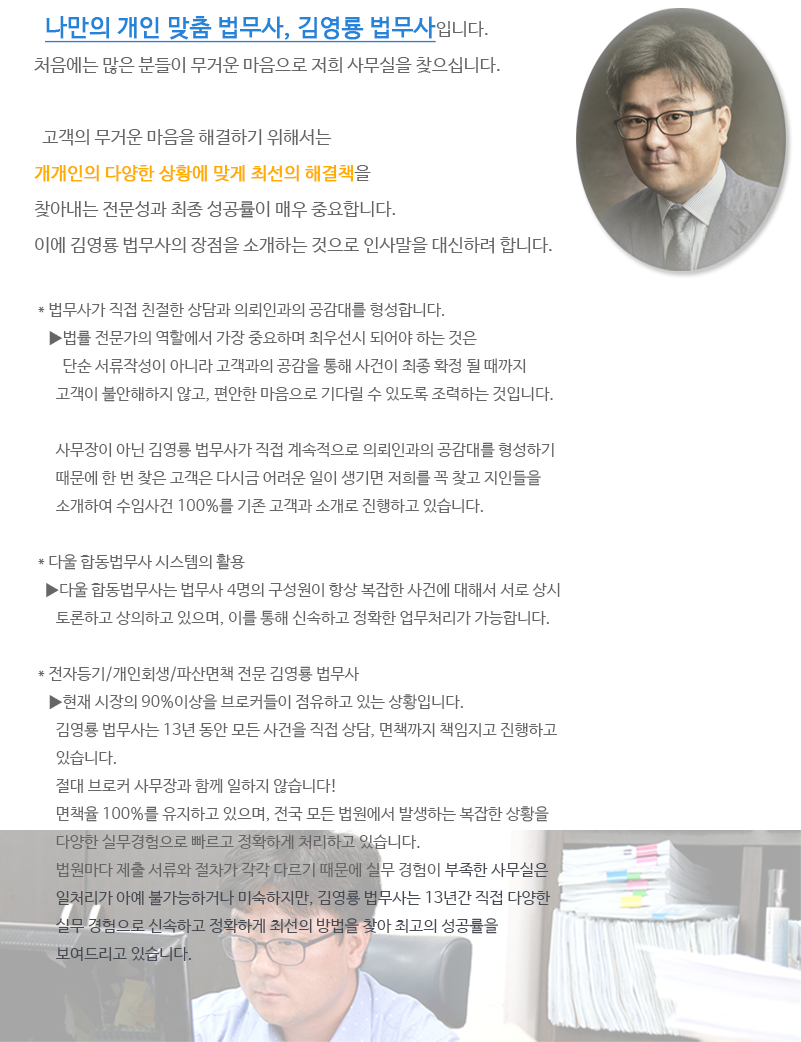 나만의 개인 맞춤 법무사, 김영룡 법무사입니다.
처음에는 많은 분들이 무거운 마음으로 저희 사무실을 찾으십니다.
고객의 무거운 마음을 해결하기 위해서는
개개인의 다양한 상황에 맞게 최선의 해결책을
찾아내는 전문성과 최종 성공률이 매우 중요합니다.
이에 김영룡 법무사의 장점을 소개하는 것으로 인사말을 대신하려 합니다.
* 법무사가 직접 친절한 상담과 의뢰인과의 공감대를 형성합니다.
▶법률 전문가의 역할에서 가장 중요하며 최우선시 되어야 하는 것은
단순 서류작성이 아니라 고객과의 공감을 통해 사건이 최종 확정 될 때까지
고객이 불안해하지 않고, 편안한 마음으로 기다릴 수 있도록 조력하는 것입니다.
사무장이 아닌 김영룡 법무사가 직접 계속적으로 의뢰인과의 공감대를 형성하기
때문에 한 번 찾은 고객은 다시금 어려운 일이 생기면 저희를 꼭 찾고 지인들을
소개하여 수임사건 100%를 기존 고객과 소개로 진행하고 있습니다.
* 다울 합동법무사 시스템의 활용
▶다울 합동법무사는 법무사 4명의 구성원이 항상 복잡한 사건에 대해서 서로 상시
토론하고 상의하고 있으며, 이를 통해 신속하고 정확한 업무처리가 가능합니다.
* 전자등기/개인회생/파산면책 전문 김영룡 법무사
▶현재 시장의 90%이상을 브로커들이 점유하고 있는 상황입니다.
김영룡 법무사는 13년 동안 모든 사건을 직접 상담, 면책까지 책임지고 진행하고
있습니다.
절대 브로커 사무장과 함께 일하지 않습니다!
면책율 100%를 유지하고 있으며, 전국 모든 법원에서 발생하는 복잡한 상황을
다양한 실무경험으로 빠르고 정확하게 처리하고 있습니다.
법원마다 제출 서류와 절차가 각각 다르기 때문에 실무 경험이 부족한 사무실은
일처리가 아예 불가능하거나 미숙하지만, 김영룡 법무사는 13년간 직접 다양한
실무 경험으로 신속하고 정확하게 최선의 방법을 찾아 최고의 성공률을
보여드리고 있습니다.